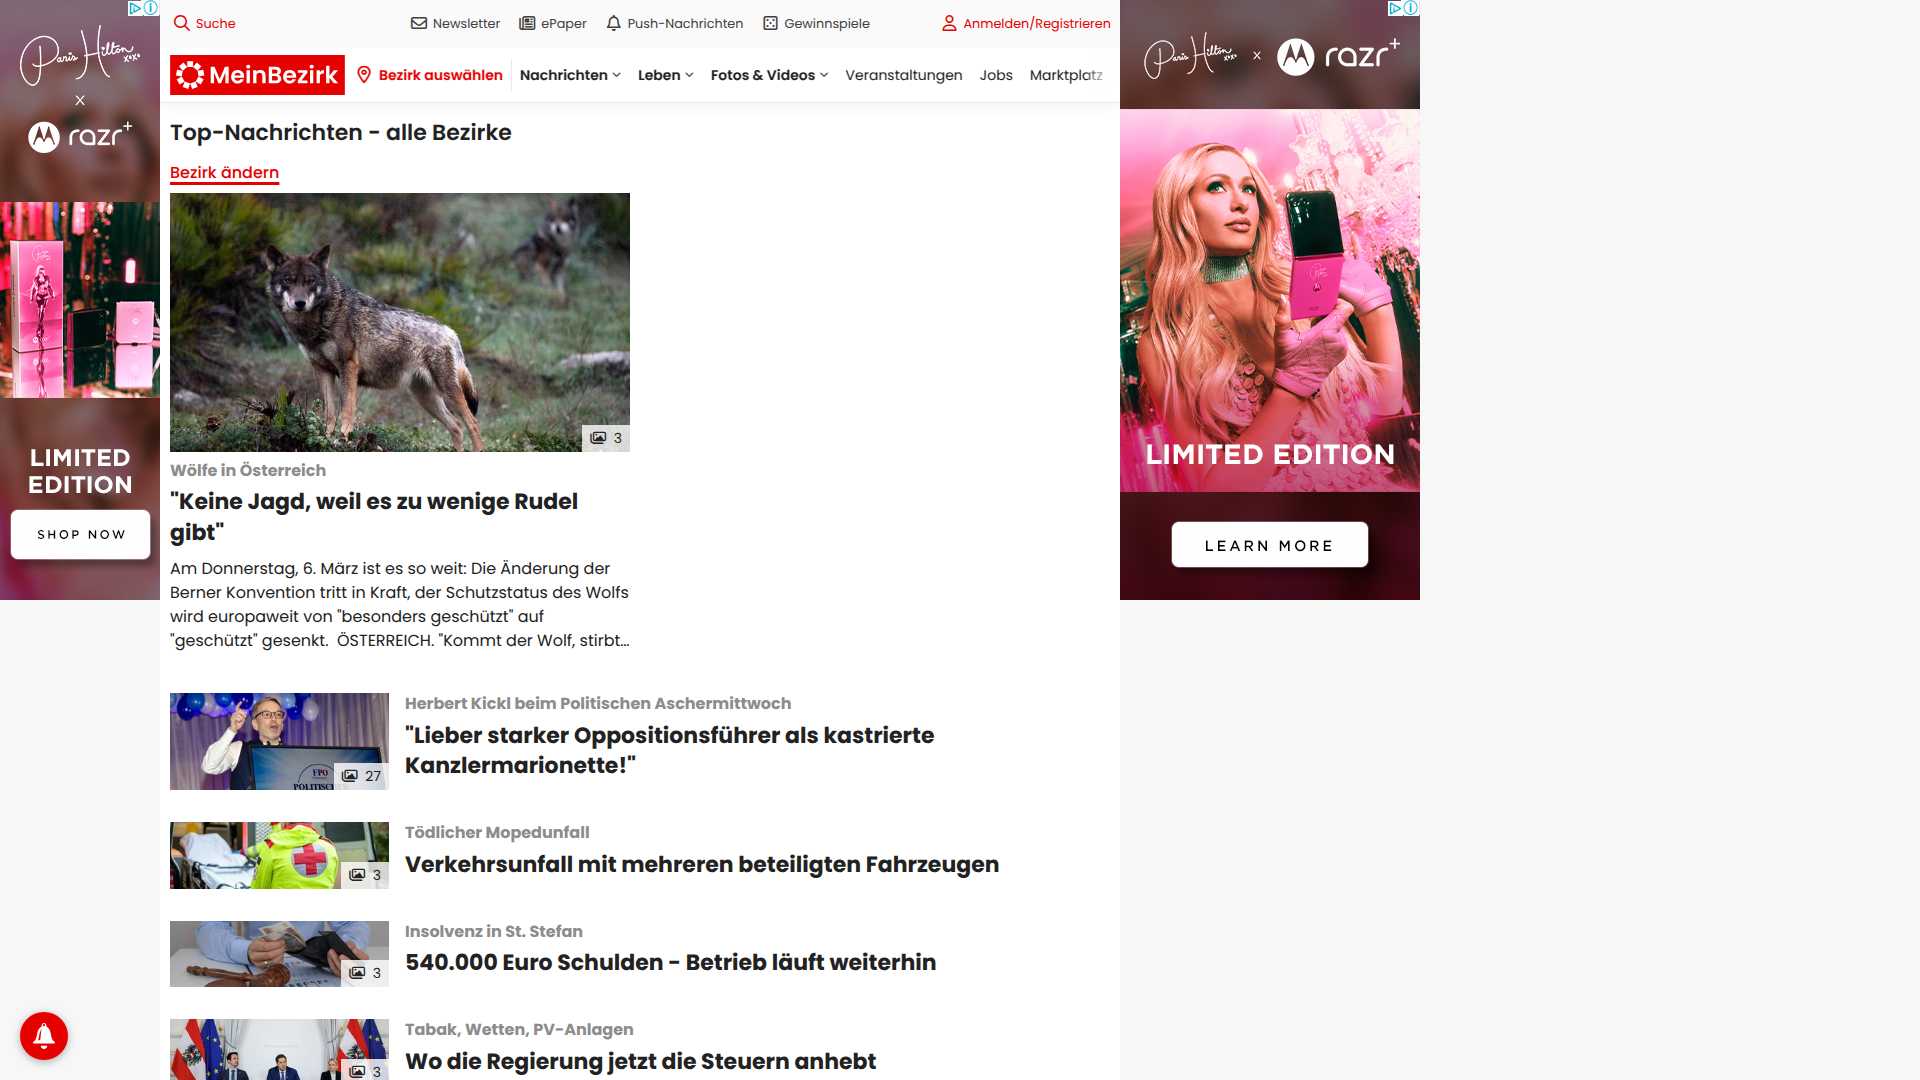 Paris Hilton xoxo
X
razr+
LIMITED
EDITION
SHOP NOW
Suche
Newsletter
ePaper
Push-Nachrichten
Gewinnspiele
Anmelden/Registrieren
MeinBezirk
Bezirk auswählen
Nachrichten
Leben
Fotos & Videos
Veranstaltungen
Jobs
Marktplatz
Top-Nachrichten - alle Bezirke
Bezirk ändern
3
Wölfe in Österreich
"Keine Jagd, weil es zu wenige Rudel
gibt"
Am Donnerstag, 6. März ist es so weit: Die Änderung der
Berner Konvention tritt in Kraft, der Schutzstatus des Wolfs
wird europaweit von "besonders geschützt" auf
"geschützt" gesenkt. ÖSTERREICH. "Kommt der Wolf, stirbt...
FPÖ
27
Herbert Kickl beim Politischen Aschermittwoch
"Lieber starker Oppositionsführer als kastrierte
Kanzlermarionette!"
3
Tödlicher Mopedunfall
Verkehrsunfall mit mehreren beteiligten Fahrzeugen
3
Insolvenz in St. Stefan
540.000 Euro Schulden - Betrieb läuft weiterhin
3
Tabak, Wetten, PV-Anlagen
Wo die Regierung jetzt die Steuern anhebt
Paris Hilton xoxo X razr+
LIMITED EDITION
LEARN MORE